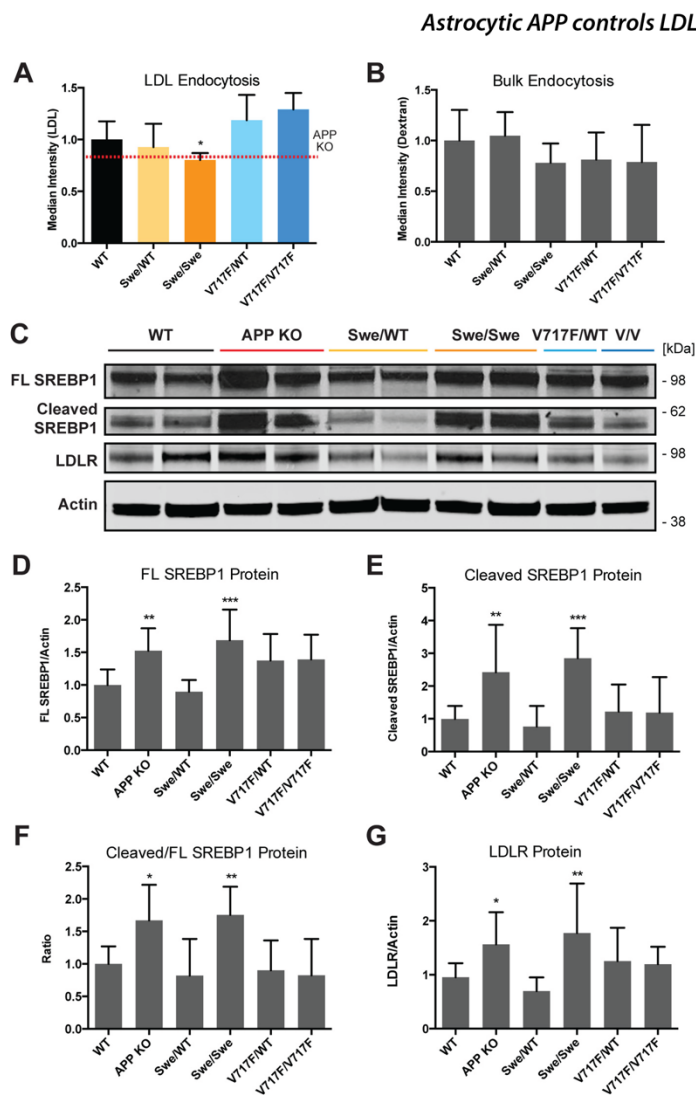 Astrocytic APP controls LDL
A
LDL Endocytosis
Median Intensity (LDL)
1.5
1.0
0.5
0.0
*
APP
KO
WT
Swe/WT
Swe/Swe
V717F/WT
V717F/V717F
B
Bulk Endocytosis
Median Intensity (Dextran)
1.5
1.0
0.5
0.0
WT
Swe/WT
Swe/Swe
V717F/WT
V717F/V717F
C
WT APP KO Swe/WT Swe/Swe V717F/WT V/V
[kDa]
FL SREBP1
- 98
Cleaved
SREBP1
- 62
LDLR
- 98
Actin
- 38
D
FL SREBP1 Protein
FL SREBP1/Actin
2.5
2.0
1.5
1.0
0.5
0.0
**
***
WT
APP KO
Swe/WT
Swe/Swe
V717F/WT
V717F/V717F
E
Cleaved SREBP1 Protein
Cleaved SREBP1/Actin
5
4
3
2
1
0
**
***
WT
APP KO
Swe/WT
Swe/Swe
V717F/WT
V717F/V717F
F
Cleaved/FL SREBP1 Protein
Ratio
2.5
2.0
1.5
1.0
0.5
0.0
*
**
WT
APP KO
Swe/WT
Swe/Swe
V717F/WT
V717F/V717F
G
LDLR Protein
LDLR/Actin
3
2
1
0
*
**
WT
APP KO
Swe/WT
Swe/Swe
V717F/WT
V717F/V717F